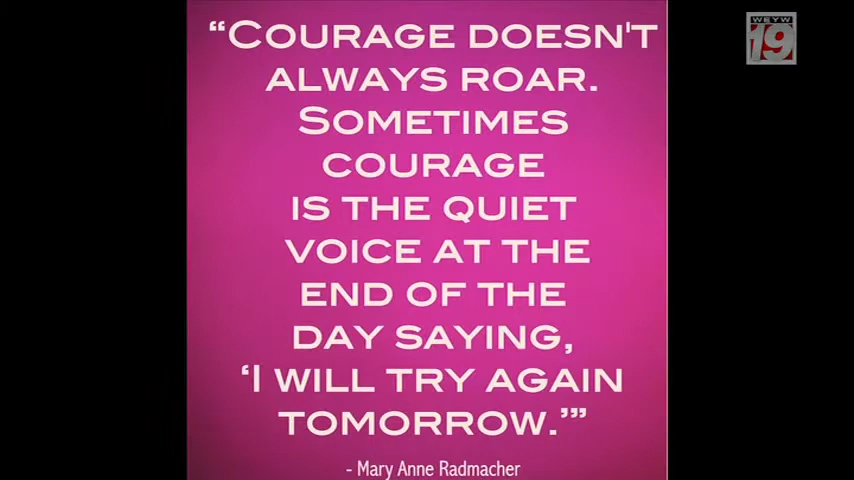 WEYW
19
“COURAGE DOESN'T
ALWAYS ROAR.
SOMETIMES
COURAGE
IS THE QUIET
VOICE AT THE
END OF THE
DAY SAYING,
‘I WILL TRY AGAIN
TOMORROW.’”
- Mary Anne Radmacher